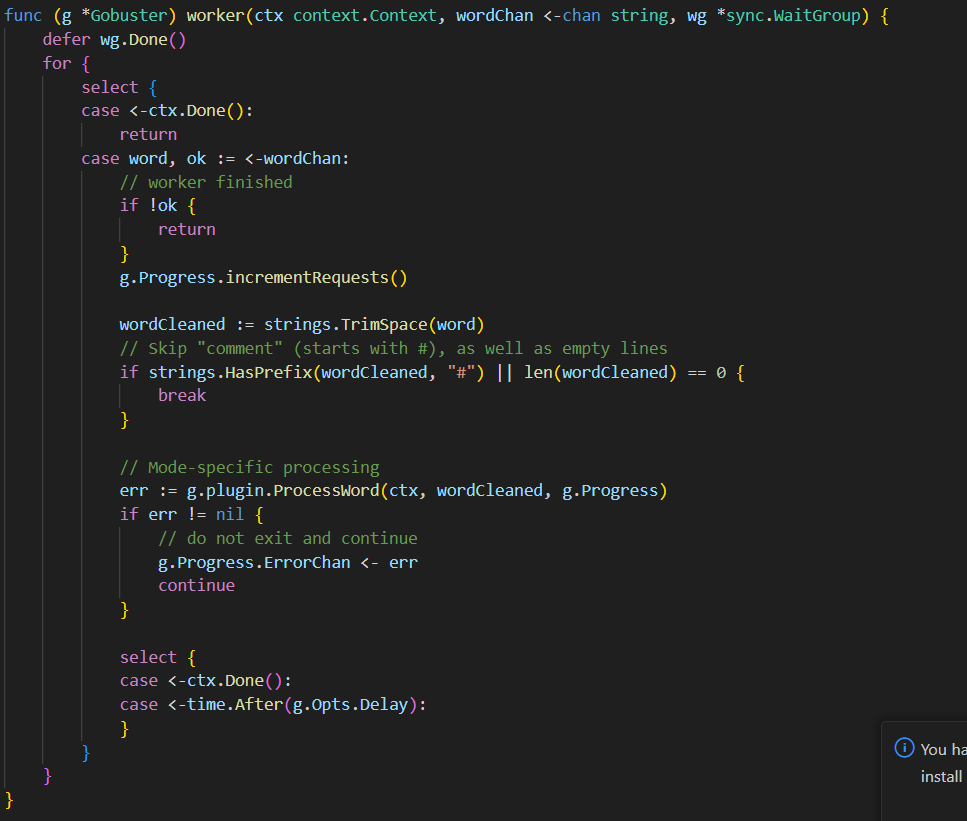 func (g *Gobuster) worker(ctx context.Context, wordChan <-chan string, wg *sync.WaitGroup) {
    defer wg.Done()
    for {
        select {
        case <-ctx.Done():
            return
        case word, ok := <-wordChan:
            // worker finished
            if !ok {
                return
            }
            g.Progress.incrementRequests()

            wordCleaned := strings.TrimSpace(word)
            // Skip "comment" (starts with #), as well as empty lines
            if strings.HasPrefix(wordCleaned, "#") || len(wordCleaned) == 0 {
                break
            }

            // Mode-specific processing
            err := g.plugin.ProcessWord(ctx, wordCleaned, g.Progress)
            if err != nil {
                // do not exit and continue
                g.Progress.ErrorChan <- err
                continue
            }

            select {
            case <-ctx.Done():
            case <-time.After(g.Opts.Delay):
            }
        }
    }
}
You ha
install